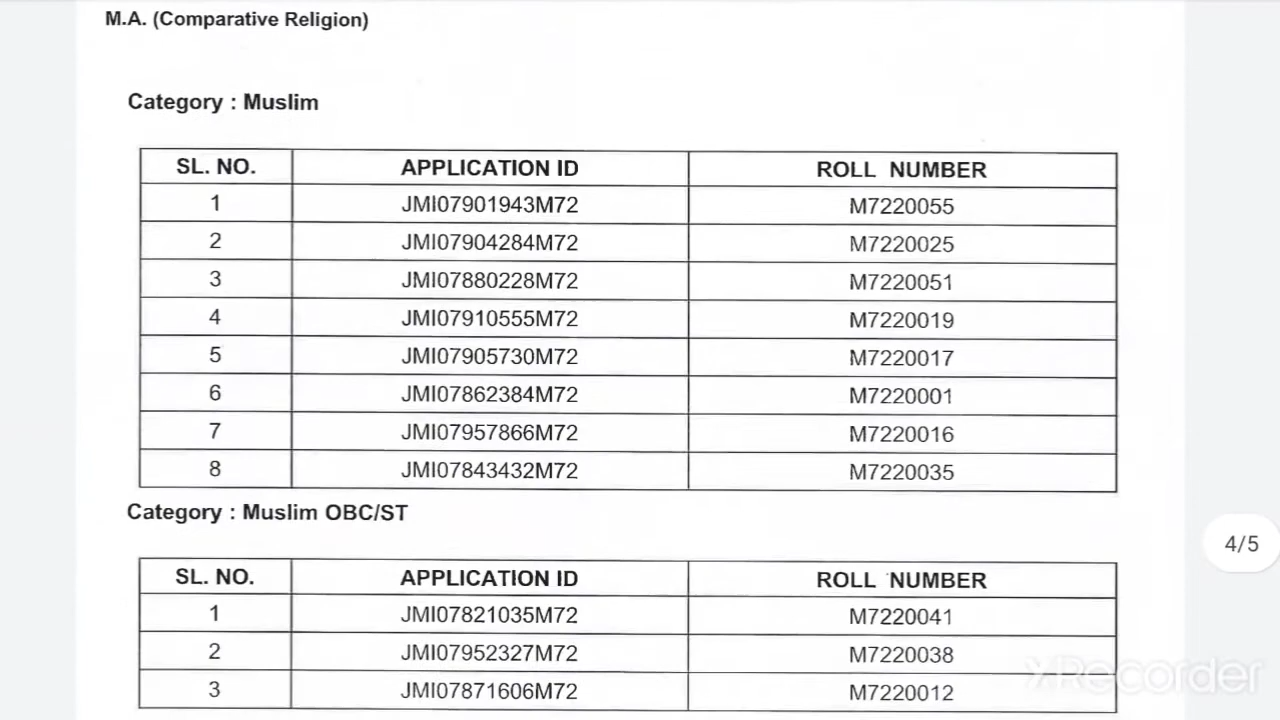 M.A. (Comparative Religion)
Category : Muslim
SL. NO. APPLICATION ID ROLL NUMBER
1 JMI07901943M72 M7220055
2 JMI07904284M72 M7220025
3 JMI07880228M72 M7220051
4 JMI07910555M72 M7220019
5 JMI07905730M72 M7220017
6 JMI07862384M72 M7220001
7 JMI07957866M72 M7220016
8 JMI07843432M72 M7220035
Category : Muslim OBC/ST
4/5
SL. NO. APPLICATION ID ROLL NUMBER
1 JMI07821035M72 M7220041
2 JMI07952327M72 M7220038
3 JMI07871606M72 M7220012
XRecorder